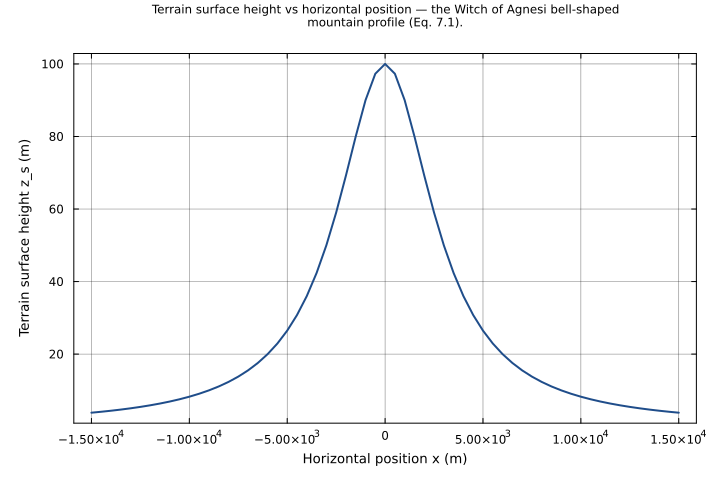 Terrain surface height vs horizontal position — the Witch of Agnesi bell-shaped
mountain profile (Eq. 7.1).
100
80
60
40
20
Terrain surface height z_s (m)
−1.50×10⁴ −1.00×10⁴ −5.00×10³ 0 5.00×10³ 1.00×10⁴ 1.50×10⁴
Horizontal position x (m)